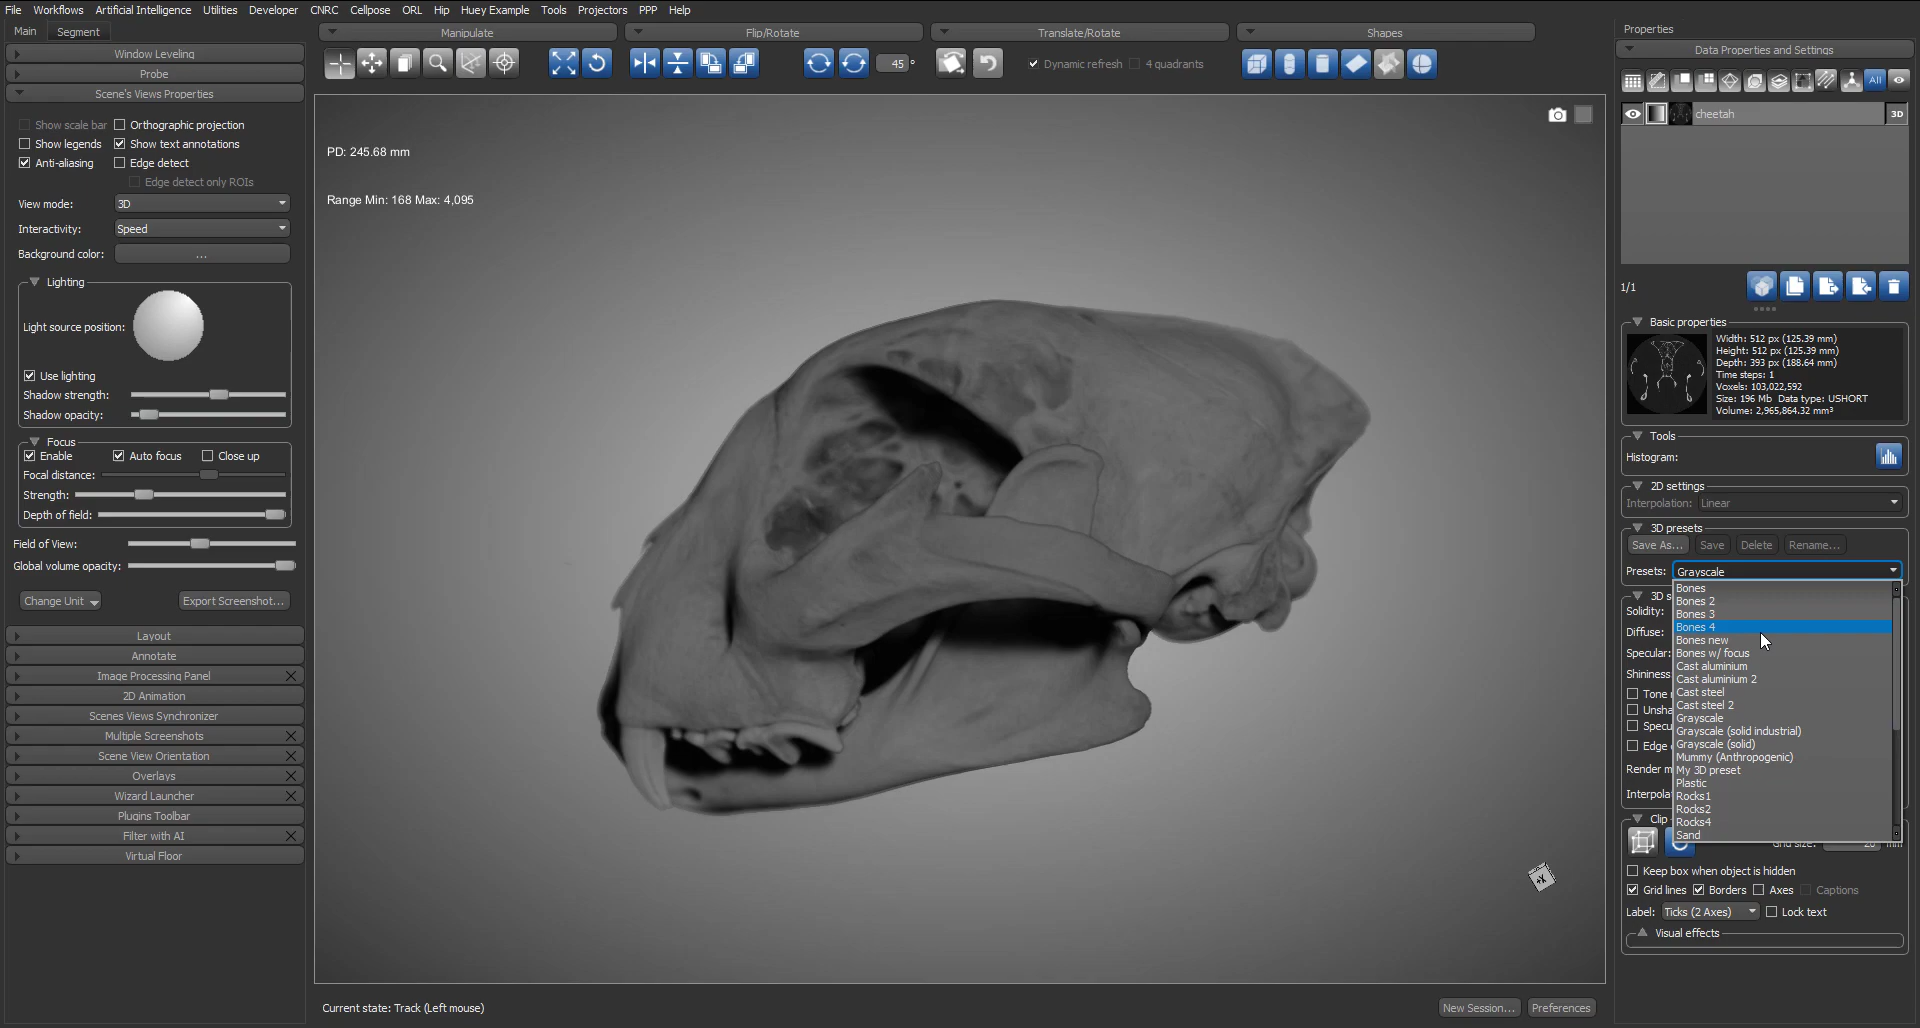 File Workflows Artificial Intelligence Utilities Developer CNRC Cellpose ORL Hip Huey Example Tools Projectors PPP Help
Main Segment
Window Leveling
Probe
Scene's Views Properties
Show scale bar Orthographic projection
Show legends Show text annotations
Anti-aliasing Edge detect
Edge detect only ROIs
View mode: 3D
Interactivity: Speed
Background color: ...
Lighting
Light source position:
Use lighting
Shadow strength:
Shadow opacity:
Focus
Enable Auto focus Close up
Focal distance:
Strength:
Depth of field:
Field of View:
Global volume opacity:
Change Unit Export Screenshot...
Layout
Annotate
Image Processing Panel
2D Animation
Scenes Views Synchronizer
Multiple Screenshots
Scene View Orientation
Overlays
Wizard Launcher
Plugins Toolbar
Filter with AI
Virtual Floor
Manipulate Flip/Rotate Translate/Rotate Shapes
45 ° Dynamic refresh 4 quadrants
PD: 245.68 mm
Range Min: 168 Max: 4,095
+X
Current state: Track (Left mouse)
New Session... Preferences
Properties
Data Properties and Settings
All
cheetah 3D
1/1
Basic properties
Width: 512 px (125.39 mm)
Height: 512 px (125.39 mm)
Depth: 393 px (188.64 mm)
Time steps: 1
Voxels: 103,022,592
Size: 196 Mb Data type: USHORT
Volume: 2,965,864.32 mm³
Tools
Histogram:
2D settings
Interpolation: Linear
3D presets
Save As... Save Delete Rename...
Presets: Grayscale
Bones
Bones 2
Bones 3
Bones 4
Bones new
Bones w/ focus
Cast aluminium
Cast aluminium 2
Cast steel
Cast steel 2
Grayscale
Grayscale (solid industrial)
Grayscale (solid)
Mummy (Anthropogenic)
My 3D preset
Plastic
Rocks1
Rocks2
Rocks4
Sand
3D s
Solidity:
Diffuse:
Specular:
Shininess
Tone
Unsha
Specu
Edge
Render m
Interpola
Clip
Grid size: 20 mm
Keep box when object is hidden
Grid lines Borders Axes Captions
Label: Ticks (2 Axes) Lock text
Visual effects